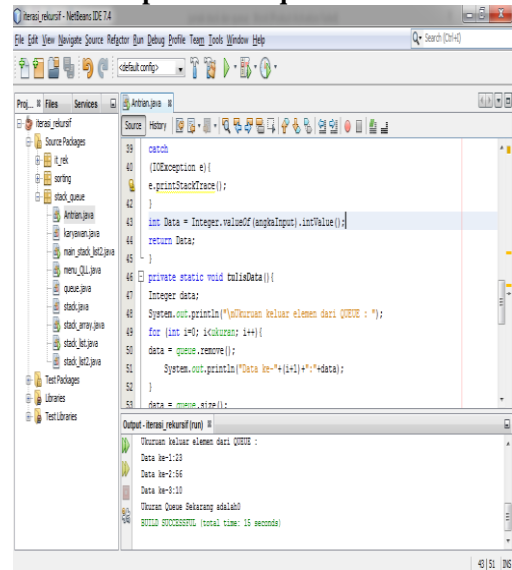 iterasi_rekursif - NetBeans IDE 7.4
File Edit View Navigate Source Refactor Run Debug Profile Team Tools Window Help
Search (Ctrl+I)
<default config>
Proj... Files Services
Antrian.java
iterasi_rekursif
Source Packages
it_rek
sorting
stack_queue
Antrian.java
karyawan.java
main_stack_list2.java
menu_QLL.java
queue.java
stack.java
stack_array.java
stack_list.java
stack_list2.java
Test Packages
Libraries
Test Libraries
Source History
39 catch
40 (IOException e){
e.printStackTrace();
42 }
43 int Data = Integer.valueOf(angkaInput).intValue();
44 return Data;
45 }
46 private static void tulisData(){
47 Integer data;
48 System.out.println("\nUkuran keluar elemen dari QUEUE : ");
49 for (int i=0; i<ukuran; i++){
50 data = queue.remove();
51 System.out.println("Data ke-"+(i+1)+":"+data);
52 }
53 data = queue.size();
Output - iterasi_rekursif (run)
Ukuran keluar elemen dari QUEUE :
Data ke-1:23
Data ke-2:56
Data ke-3:10
Ukuran Queue Sekarang adalah0
BUILD SUCCESSFUL (total time: 15 seconds)
43|51 INS